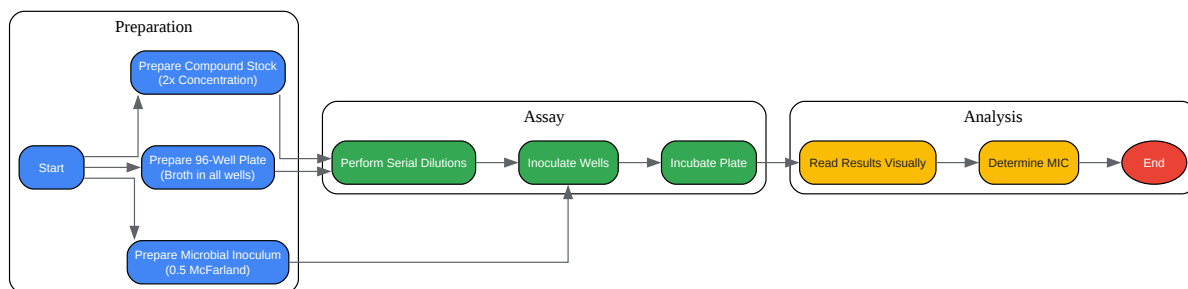 Preparation
Start
Prepare Compound Stock
(2x Concentration)
Prepare 96-Well Plate
(Broth in all wells)
Prepare Microbial Inoculum
(0.5 McFarland)
Assay
Perform Serial Dilutions
Inoculate Wells
Incubate Plate
Analysis
Read Results Visually
Determine MIC
End